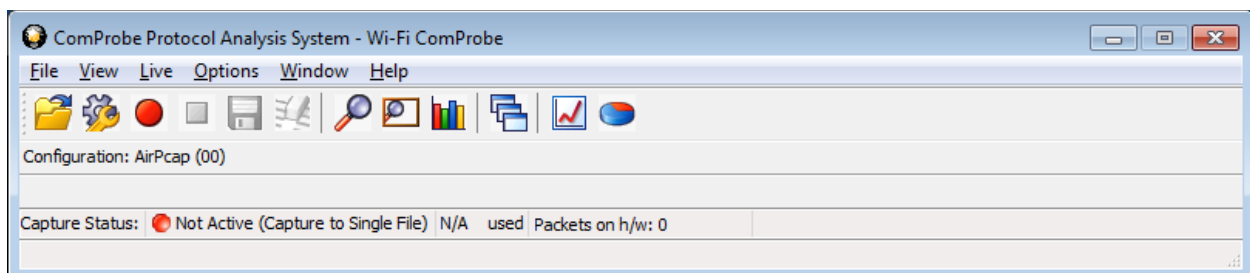 ComProbe Protocol Analysis System - Wi-Fi ComProbe
File View Live Options Window Help
Configuration: AirPcap (00)
Capture Status: Not Active (Capture to Single File) N/A used Packets on h/w: 0